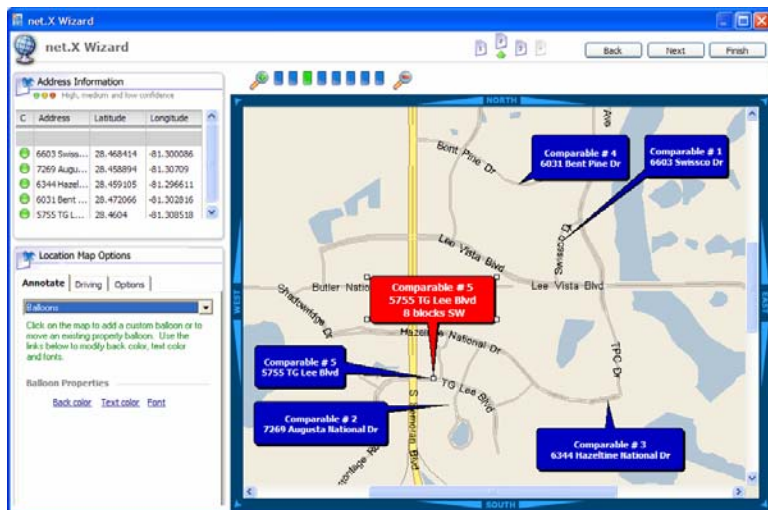 net.X Wizard
net.X Wizard
1 2 3
Back Next Finish
Address Information
High, medium and low confidence
C Address Latitude Longitude
6603 Swiss... 28.468414 -81.300086
7269 Augu... 28.458894 -81.30709
6344 Hazel... 28.459105 -81.296611
6031 Bent ... 28.472066 -81.302816
5755 TG L... 28.4604 -81.308518
Location Map Options
Annotate Driving Options
Balloons
Click on the map to add a custom balloon or to
move an existing property balloon. Use the
links below to modify back color, text color
and fonts.
Balloon Properties
Back color Text color Font
NORTH
WEST
EAST
SOUTH
Ave
Bent Pine Dr
Comparable # 4
6031 Bent Pine Dr
Comparable # 1
6603 Swissco Dr
Swissco Dr
Lee Vista Blvd
Lee Vista Blvd
Butler Natio
Shadowridge Dr
Comparable # 5
5755 TG Lee Blvd
8 blocks SW
Hazeltine National Dr
TPC Dr
Comparable # 5
5755 TG Lee Blvd
TG Lee Blvd
Comparable # 2
7269 Augusta National Dr
Comparable # 3
6344 Hazeltine National Dr